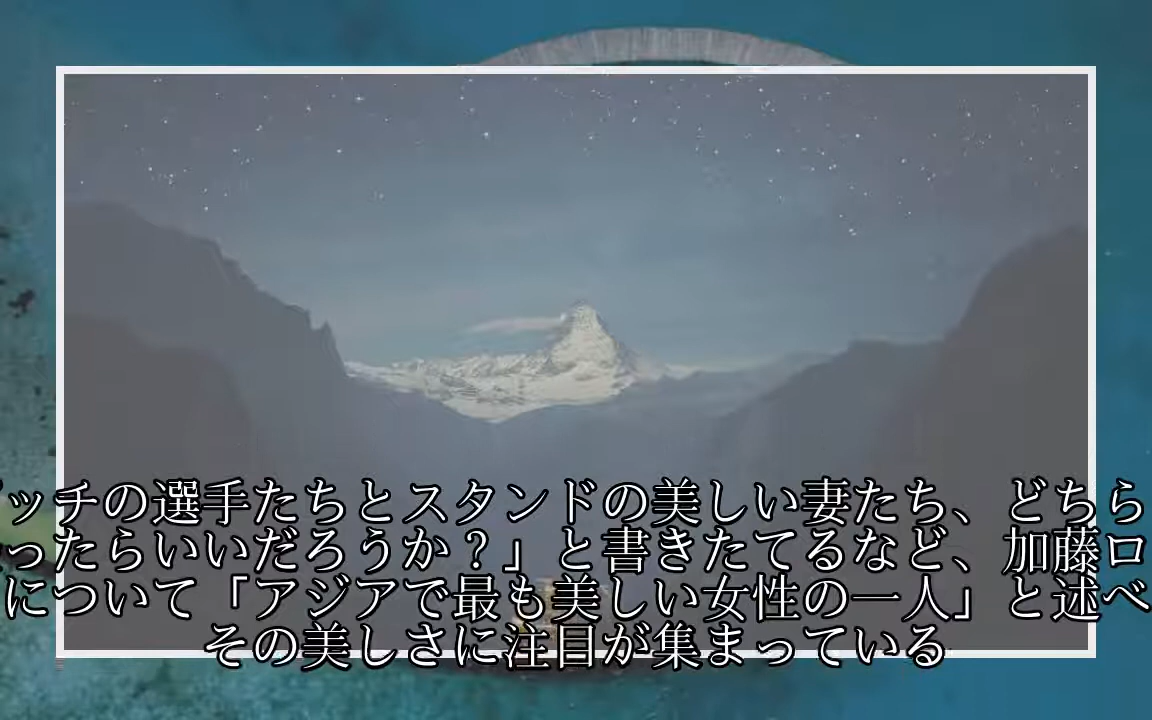 ッチの選手たちとスタンドの美しい妻たち、どちら
ったらいいだろうか？」と書きたてるなど、加藤ロ
について「アジアで最も美しい女性の一人」と述べ
その美しさに注目が集まっている